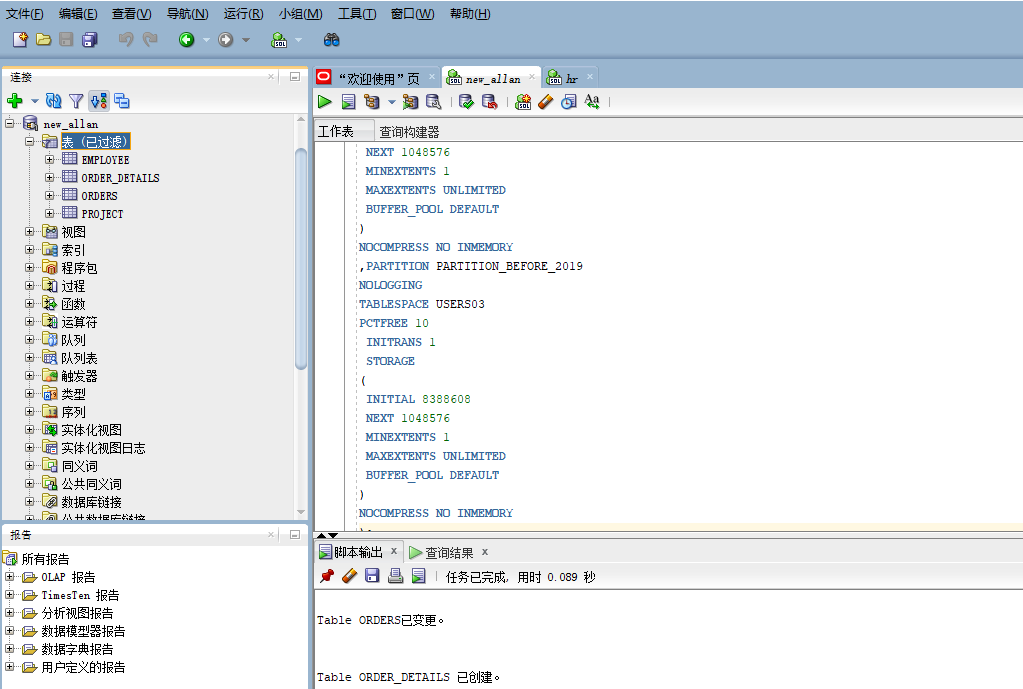 文件(F) 编辑(E) 查看(V) 导航(N) 运行(R) 小组(M) 工具(T) 窗口(W) 帮助(H)
连接
new_allan
表 (已过滤)
EMPLOYEE
ORDER_DETAILS
ORDERS
PROJECT
视图
索引
程序包
过程
函数
运算符
队列
队列表
触发器
类型
序列
实体化视图
实体化视图日志
同义词
公共同义词
数据库链接
公共数据库链接
报告
所有报告
OLAP 报告
TimesTen 报告
分析视图报告
数据模型器报告
数据字典报告
用户定义的报告
“欢迎使用”页 new_allan hr
工作表 查询构建器
NEXT 1048576
MINEXTENTS 1
MAXEXTENTS UNLIMITED
BUFFER_POOL DEFAULT
)
NOCOMPRESS NO INMEMORY
,PARTITION PARTITION_BEFORE_2019
NOLOGGING
TABLESPACE USERS03
PCTFREE 10
INITRANS 1
STORAGE
(
INITIAL 8388608
NEXT 1048576
MINEXTENTS 1
MAXEXTENTS UNLIMITED
BUFFER_POOL DEFAULT
)
NOCOMPRESS NO INMEMORY
);
脚本输出 x 查询结果 x
任务已完成, 用时 0.089 秒
Table ORDERS已变更。
Table ORDER_DETAILS 已创建。